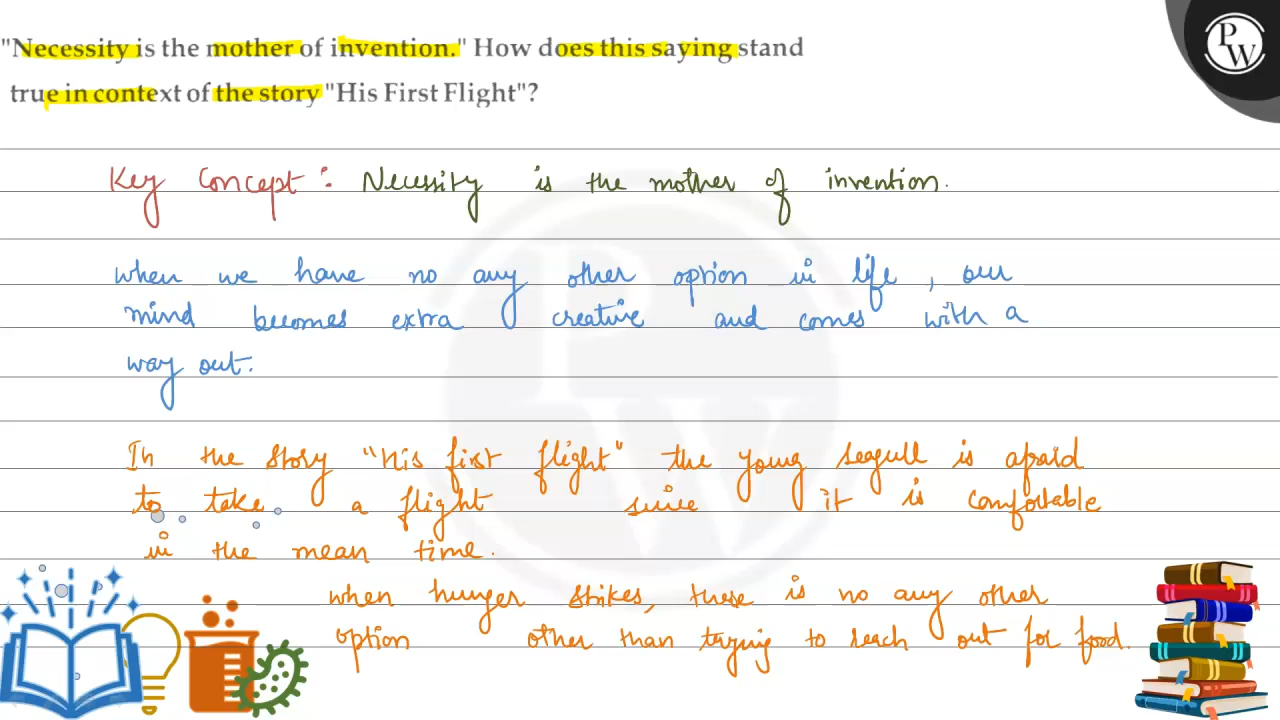 "Necessity is the mother of invention." How does this saying stand
true in context of the story "His First Flight"?
PW
Key Concept: Necessity is the mother of invention.
when we have no any other option in life, our
mind becomes extra creative and comes with a
way out.
In the story "His first flight" the young seagull is afraid
to take a flight since it is comfortable
in the mean time.
when hunger strikes, there is no any other
option other than trying to reach out for food.